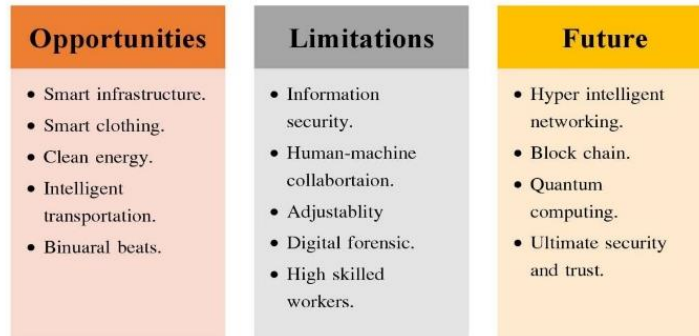 Opportunities
• Smart infrastructure.
• Smart clothing.
• Clean energy.
• Intelligent
transportation.
• Binuaral beats.
Limitations
• Information
security.
• Human-machine
collabortaion.
• Adjustablity
• Digital forensic.
• High skilled
workers.
Future
• Hyper intelligent
networking.
• Block chain.
• Quantum
computing.
• Ultimate security
and trust.